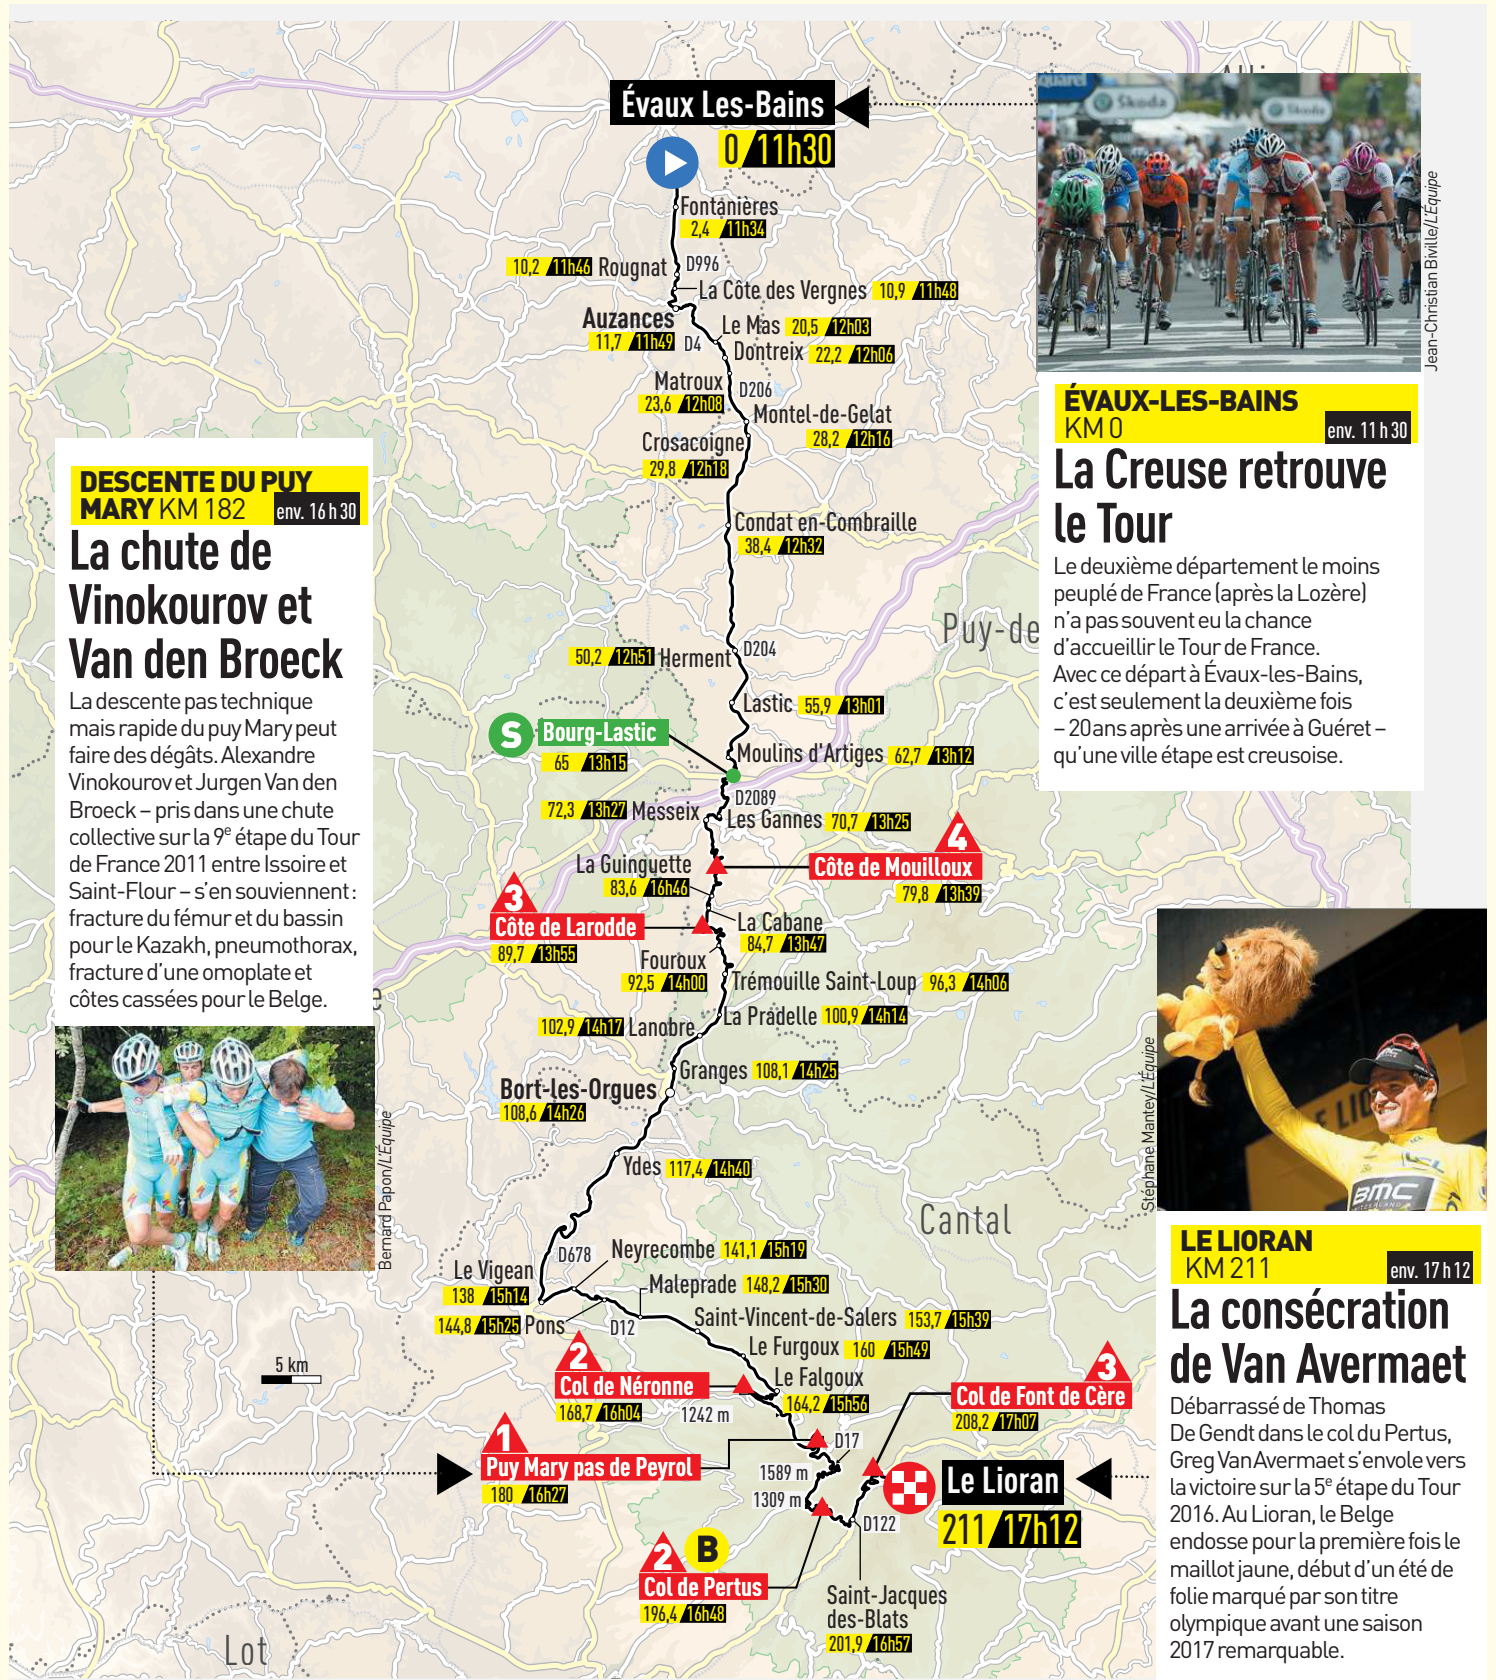 Évaux Les-Bains
0/11h30
Skoda
Skoda
Jean-Christian Biville/L'Équipe
Fontanières
2,4/11h34
10,2/11h46 Rougnat
D996
La Côte des Vergnes 10,9/11h48
Auzances
11,7/11h49
D4
Le Mas 20,5/12h03
Dontreix 22,2/12h06
Matroux
23,6/12h08
D206
Montel-de-Gelat
28,2/12h16
Crosacoigne
29,8/12h18
Condat en-Combraille
38,4/12h32
Puy-de
50,2/12h51 Herment
D204
Lastic 55,9/13h01
S Bourg-Lastic
65/13h15
Moulins d'Artiges 62,7/13h12
D2089
72,3/13h27 Messeix
Les Gannes 70,7/13h25
4
Côte de Mouilloux
79,8/13h39
La Guinguette
83,6/16h46
3
Côte de Larodde
89,7/13h55
La Cabane
84,7/13h47
Fouroux
92,5/14h00
Trémouille Saint-Loup 96,3/14h06
La Pradelle 100,9/14h14
102,9/14h17 Lanobre
Granges 108,1/14h25
Bort-les-Orgues
108,6/14h26
Ydes 117,4/14h40
Cantal
D678
Neyrecombe 141,1/15h19
Le Vigean
138/15h14
Maleprade 148,2/15h30
144,8/15h25 Pons
D12
Saint-Vincent-de-Salers 153,7/15h39
Le Furgoux 160/15h49
2
Col de Néronne
168,7/16h04
1242 m
Le Falgoux
164,2/15h56
3
Col de Font de Cère
208,2/17h07
5 km
1
Puy Mary pas de Peyrol
180/16h27
D17
1589 m
1309 m
Le Lioran
211/17h12
D122
2 B
Col de Pertus
196,4/16h48
Saint-Jacques
des-Blats
201,9/16h57
Lot
ÉVAUX-LES-BAINS
KM 0 env. 11 h 30
La Creuse retrouve
le Tour
Le deuxième département le moins
peuplé de France (après la Lozère)
n'a pas souvent eu la chance
d'accueillir le Tour de France.
Avec ce départ à Évaux-les-Bains,
c'est seulement la deuxième fois
– 20 ans après une arrivée à Guéret –
qu'une ville étape est creusoise.
DESCENTE DU PUY
MARY KM 182 env. 16 h 30
La chute de
Vinokourov et
Van den Broeck
La descente pas technique
mais rapide du puy Mary peut
faire des dégâts. Alexandre
Vinokourov et Jurgen Van den
Broeck – pris dans une chute
collective sur la 9e étape du Tour
de France 2011 entre Issoire et
Saint-Flour – s'en souviennent :
fracture du fémur et du bassin
pour le Kazakh, pneumothorax,
fracture d'une omoplate et
côtes cassées pour le Belge.
Bernard Papon/L'Équipe
Stéphane Mantey/L'Équipe
BMC
BMC
LE LIORAN
KM 211 env. 17 h 12
La consécration
de Van Avermaet
Débarrassé de Thomas
De Gendt dans le col du Pertus,
Greg Van Avermaet s'envole vers
la victoire sur la 5e étape du Tour
2016. Au Lioran, le Belge
endosse pour la première fois le
maillot jaune, début d'un été de
folie marqué par son titre
olympique avant une saison
2017 remarquable.